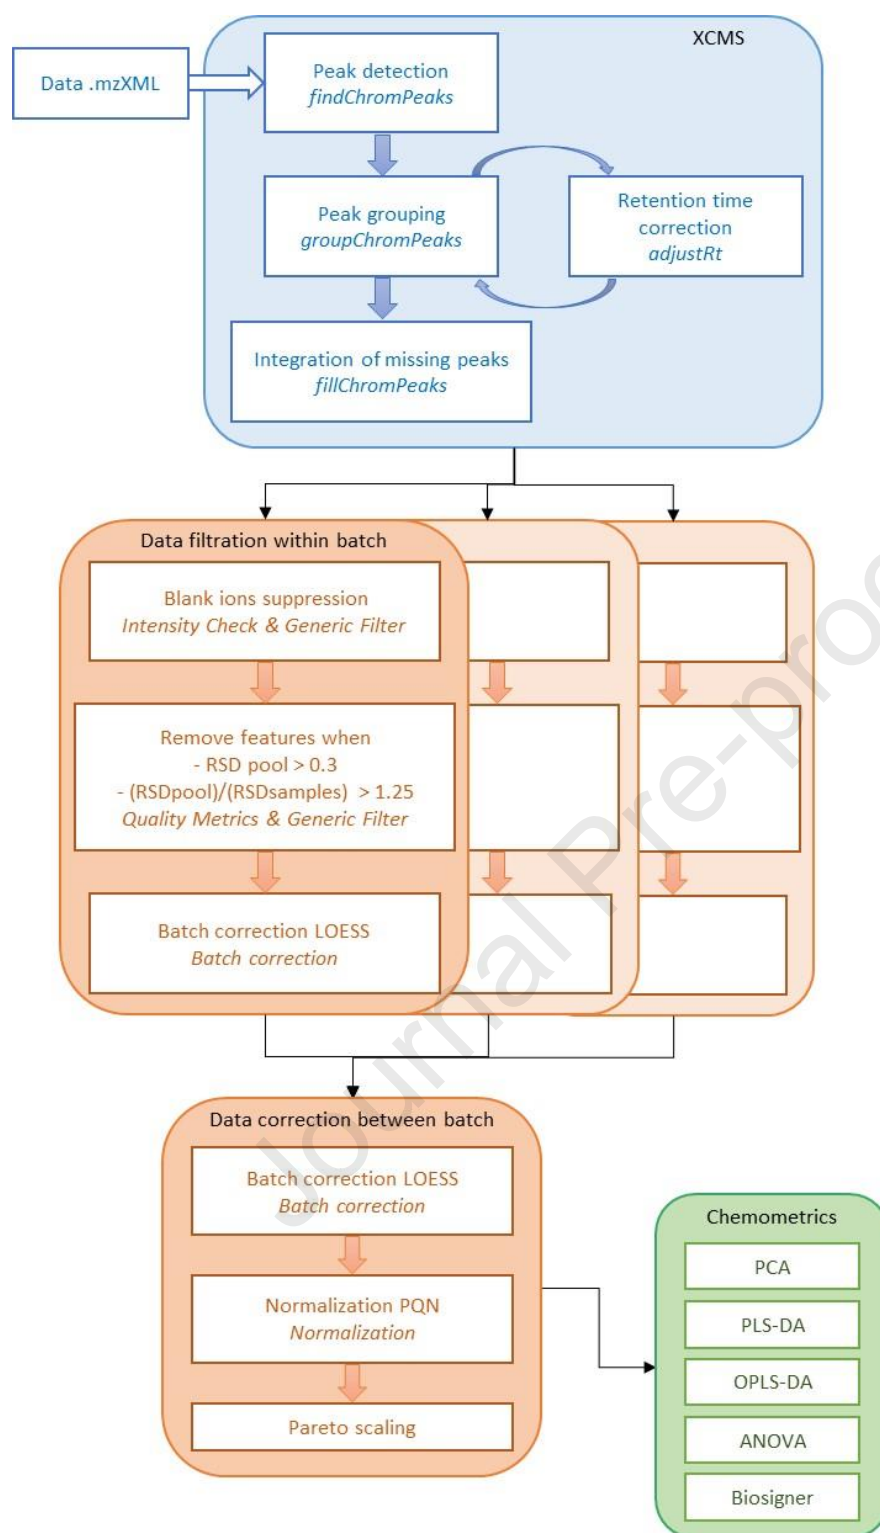 XCMS
Data .mzXML
Peak detection
findChromPeaks
Peak grouping
groupChromPeaks
Retention time
correction
adjustRt
Integration of missing peaks
fillChromPeaks
Data filtration within batch
Blank ions suppression
Intensity Check & Generic Filter
Remove features when
- RSD pool > 0.3
- (RSDpool)/(RSDsamples) > 1.25
Quality Metrics & Generic Filter
Batch correction LOESS
Batch correction
Data correction between batch
Batch correction LOESS
Batch correction
Normalization PQN
Normalization
Pareto scaling
Chemometrics
PCA
PLS-DA
OPLS-DA
ANOVA
Biosigner
Journal